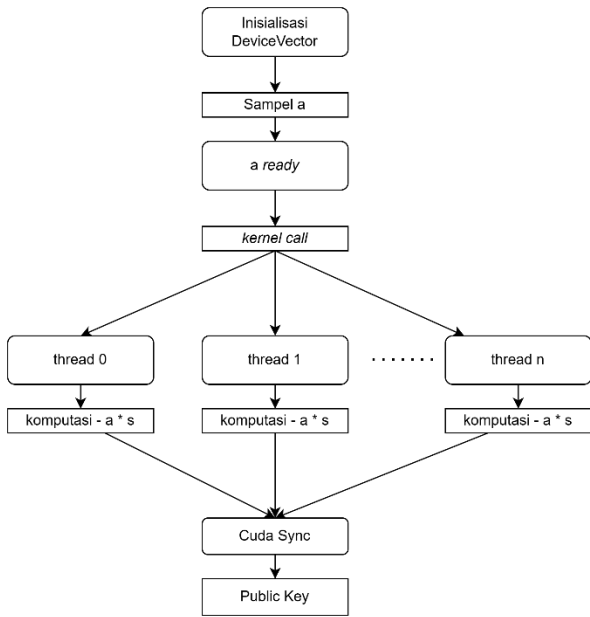 Inisialisasi
DeviceVector
Sampel a
a ready
kernel call
thread 0
thread 1
. . . . . . .
thread n
komputasi - a * s
komputasi - a * s
komputasi - a * s
Cuda Sync
Public Key